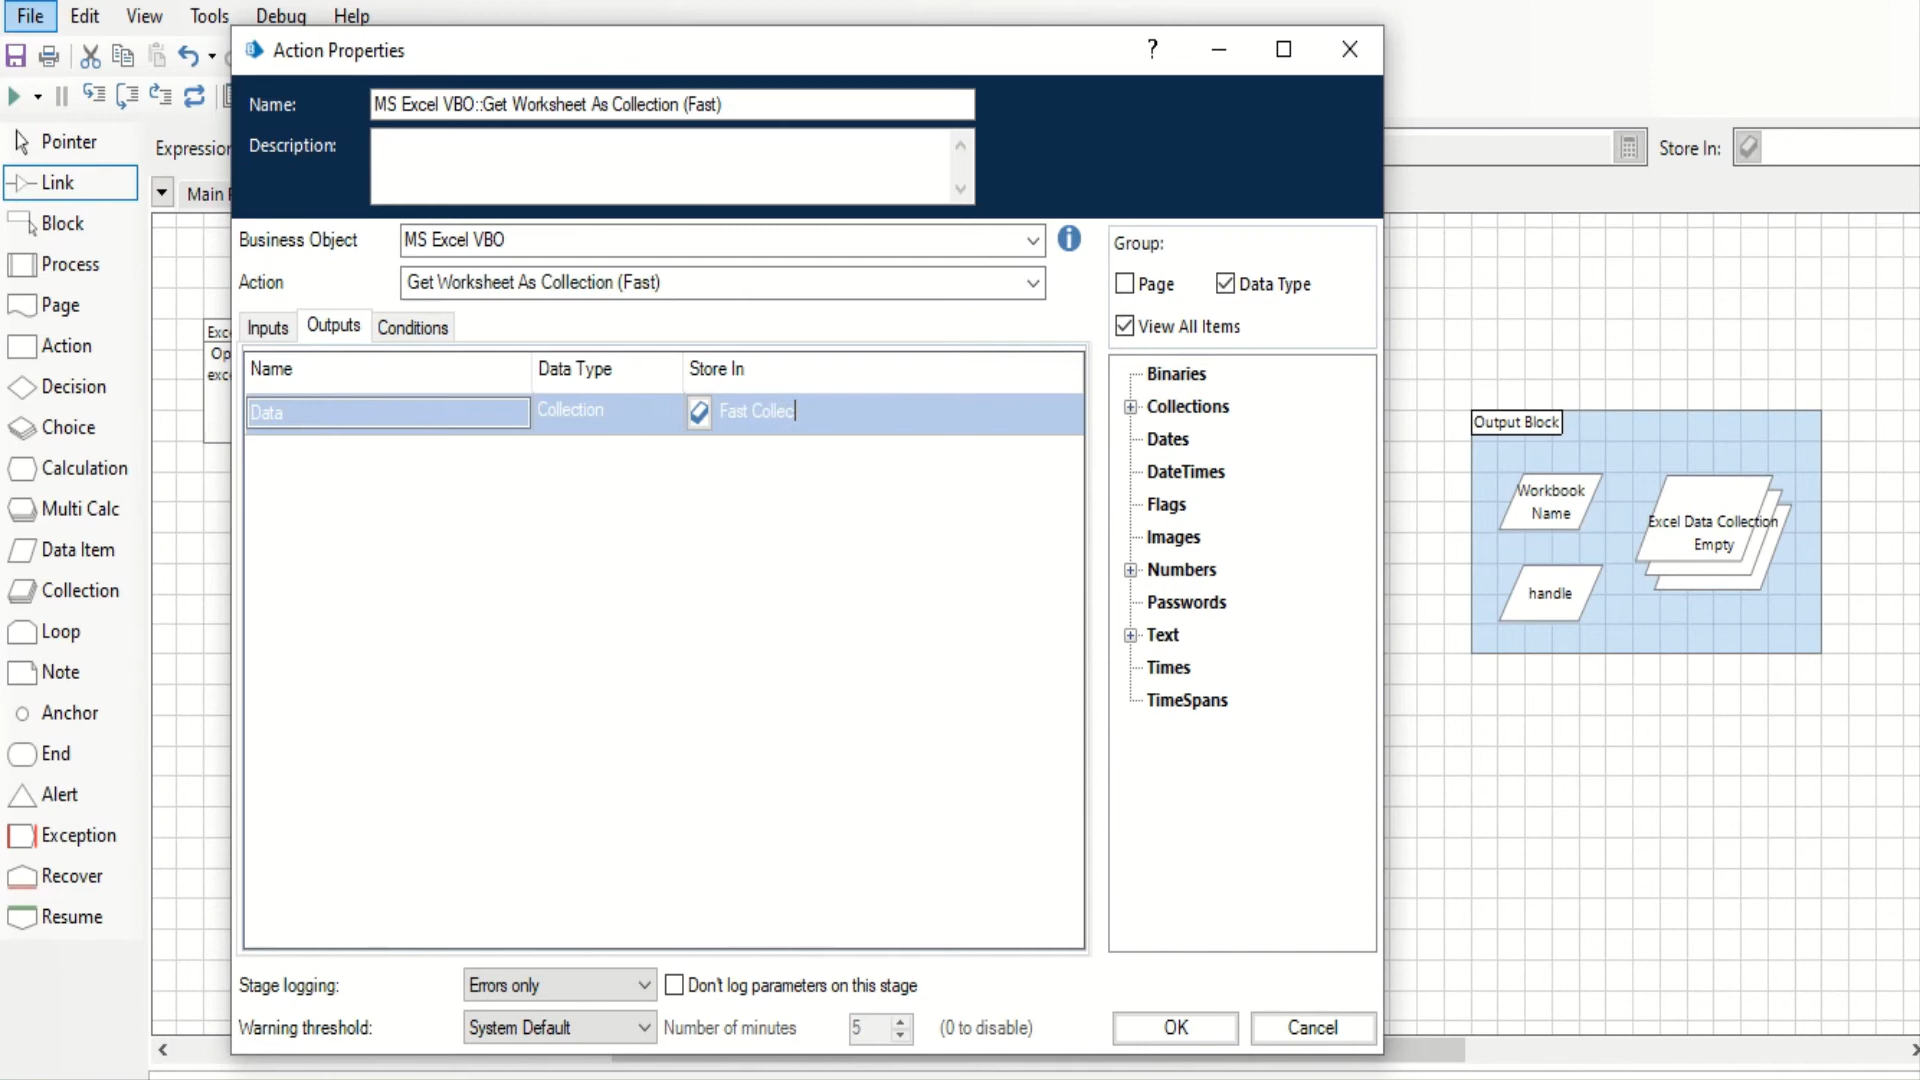 File Edit View Tools Debug Help
Action Properties
?
Name: MS Excel VBO::Get Worksheet As Collection (Fast)
Description:
Pointer
Link
Block
Process
Page
Action
Decision
Choice
Calculation
Multi Calc
Data Item
Collection
Loop
Note
Anchor
End
Alert
Exception
Recover
Resume
Expression
Store In:
Main
Business Object MS Excel VBO
Action Get Worksheet As Collection (Fast)
Inputs Outputs Conditions
Name Data Type Store In
Data Collection Fast Collec
Group:
Page Data Type
View All Items
Binaries
Collections
Dates
DateTimes
Flags
Images
Numbers
Passwords
Text
Times
TimeSpans
Exce
Op
exce
Output Block
Workbook
Name
Excel Data Collection
Empty
handle
Stage logging: Errors only Don't log parameters on this stage
Warning threshold: System Default Number of minutes 5 (0 to disable)
OK Cancel